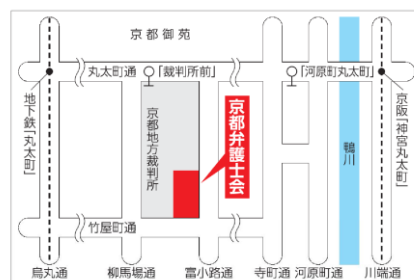 京都御苑
丸太町通
「裁判所前」
「河原町丸太町」
地下鉄「丸太町」
京都地方裁判所
京都弁護士会
鴨川
京阪「神宮丸太町」
竹屋町通
烏丸通
柳馬場通
富小路通
寺町通
河原町通
川端通